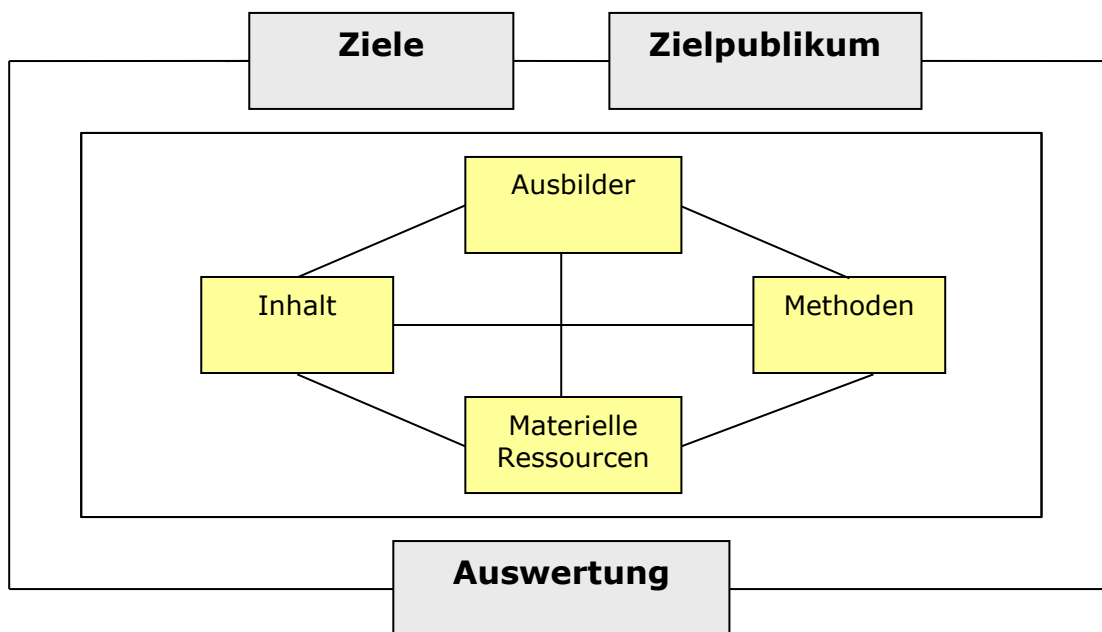 Ziele
Zielpublikum
Ausbilder
Inhalt
Methoden
Materielle
Ressourcen
Auswertung